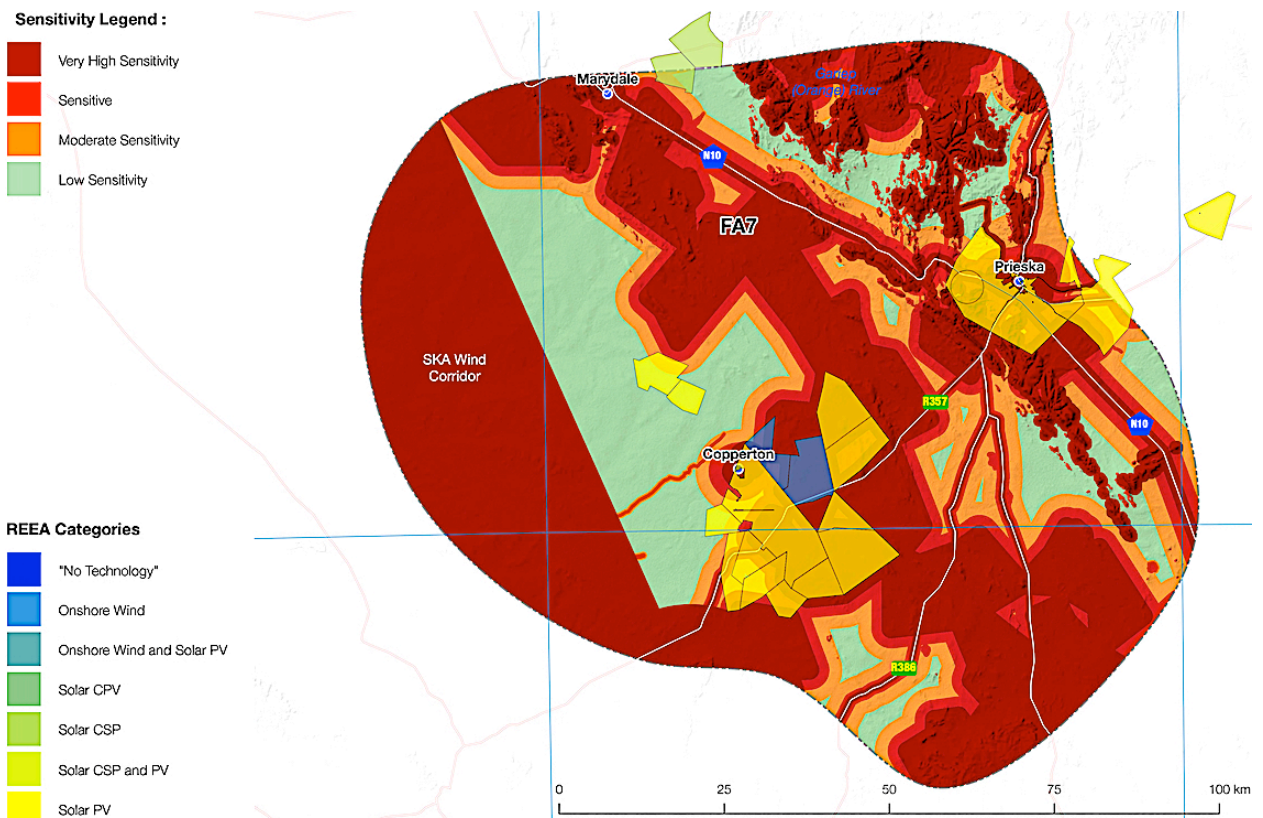 Sensitivity Legend :
Very High Sensitivity
Sensitive
Moderate Sensitivity
Low Sensitivity
Marydale
Gariep
(Orange) River
N10
FA7
Prieska
SKA Wind
Corridor
R357
N10
Copperton
R386
REEA Categories
"No Technology"
Onshore Wind
Onshore Wind and Solar PV
Solar CPV
Solar CSP
Solar CSP and PV
Solar PV
0
25
50
75
100 km